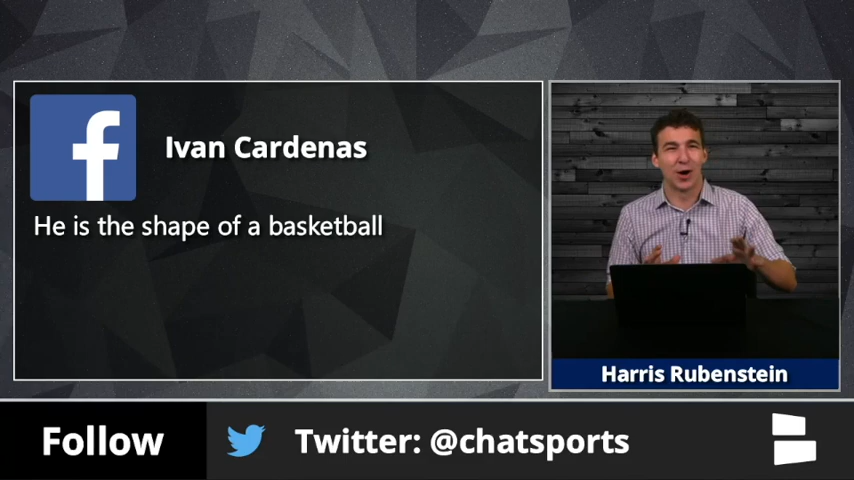 Ivan Cardenas
He is the shape of a basketball
Harris Rubenstein
Follow
Twitter: @chatsports